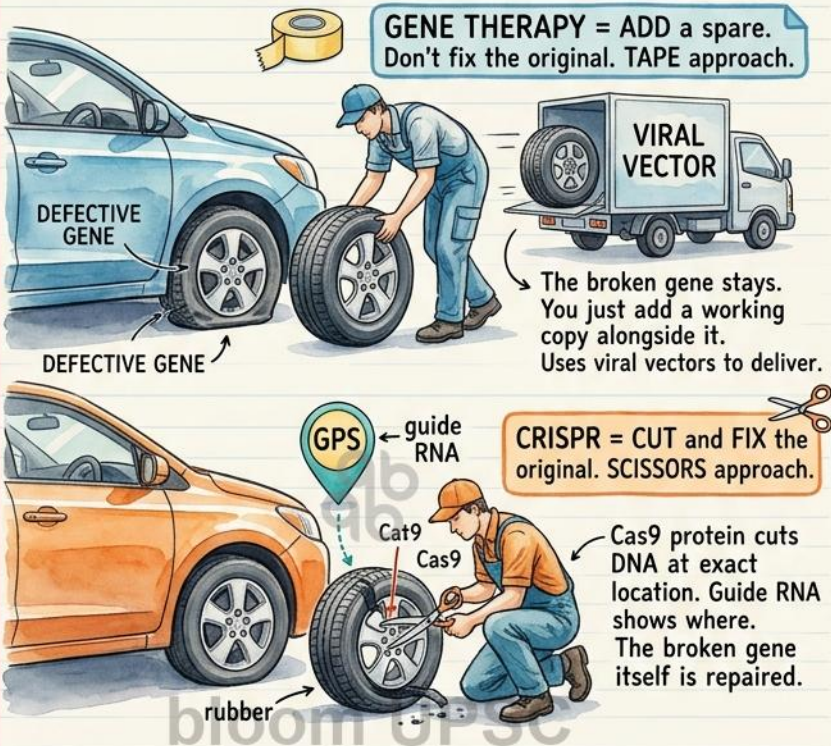 GENE THERAPY = ADD a spare.
Don't fix the original. TAPE approach.
VIRAL
VECTOR
DEFECTIVE
GENE
DEFECTIVE GENE
The broken gene stays.
You just add a working
copy alongside it.
Uses viral vectors to deliver.
GPS
guide
RNA
CRISPR = CUT and FIX the
original. SCISSORS approach.
Cat9
Cas9
Cas9 protein cuts
DNA at exact
location. Guide RNA
shows where.
The broken gene
itself is repaired.
rubber
bloom UPSC